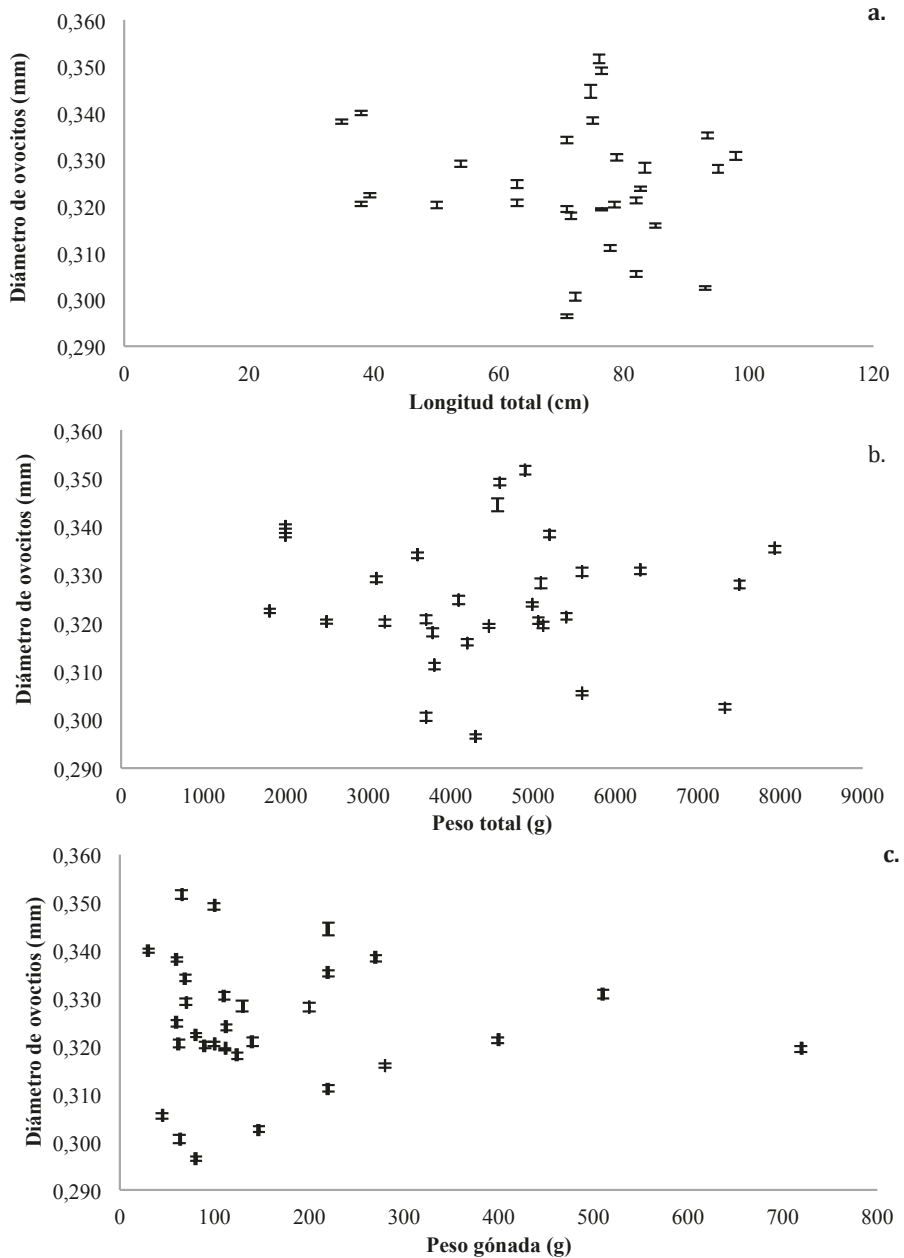 a.
Diámetro de ovocitos (mm)
0,360
0,350
0,340
0,330
0,320
0,310
0,300
0,290
0 20 40 60 80 100 120
Longitud total (cm)
b.
Diámetro de ovocitos (mm)
0,360
0,350
0,340
0,330
0,320
0,310
0,300
0,290
0 1000 2000 3000 4000 5000 6000 7000 8000 9000
Peso total (g)
c.
Diámetro de ovoctios (mm)
0,360
0,350
0,340
0,330
0,320
0,310
0,300
0,290
0 100 200 300 400 500 600 700 800
Peso gónada (g)